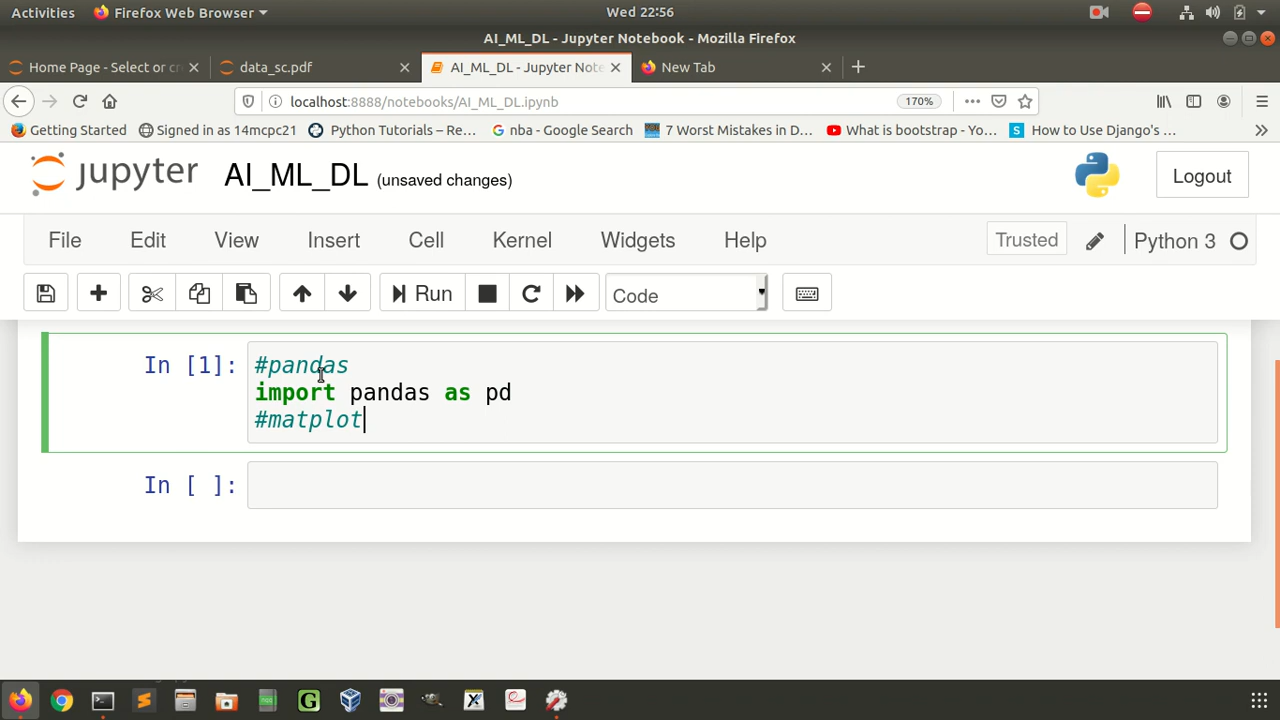 Activities Firefox Web Browser Wed 22:56
AI_ML_DL - Jupyter Notebook - Mozilla Firefox
Home Page - Select or cr data_sc.pdf AI_ML_DL - Jupyter Note New Tab
localhost:8888/notebooks/AI_ML_DL.ipynb 170%
Getting Started Signed in as 14mcpc21 Python Tutorials – Re... nba - Google Search 7 Worst Mistakes in D... What is bootstrap - Yo... How to Use Django's ...
jupyter AI_ML_DL (unsaved changes) Logout
File Edit View Insert Cell Kernel Widgets Help Trusted Python 3
Run Code
In [1]: #pandas
import pandas as pd
#matplot
In [ ]: